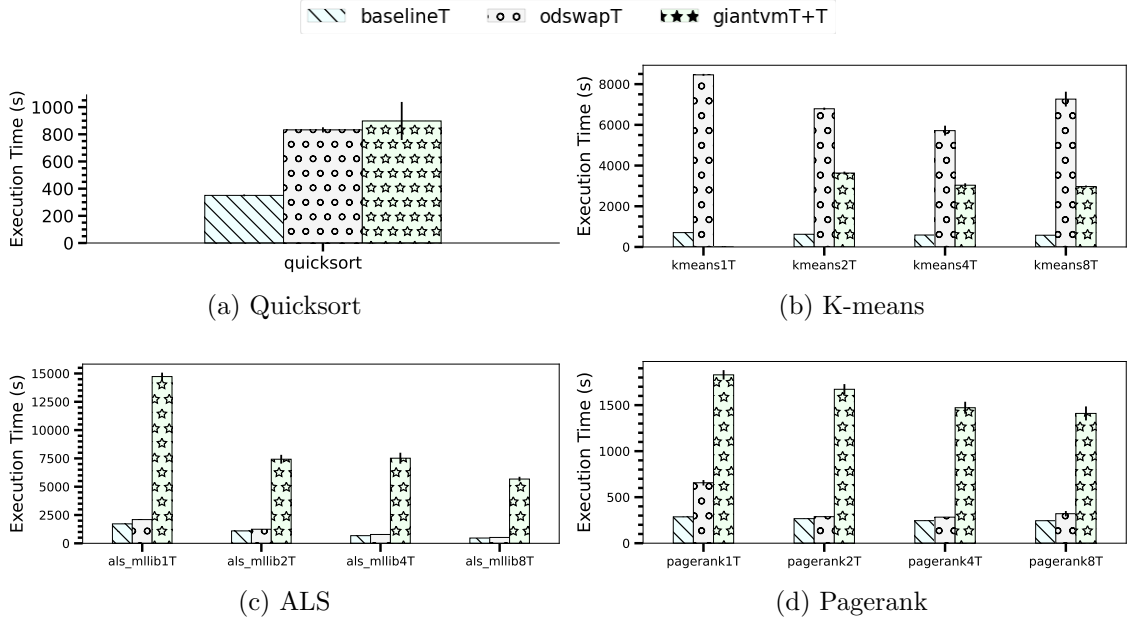 baselineT odswapT giantvmT+T
Execution Time (s)
1000
800
600
400
200
0
quicksort
(a) Quicksort
Execution Time (s)
8000
6000
4000
2000
0
kmeans1T kmeans2T kmeans4T kmeans8T
(b) K-means
Execution Time (s)
15000
12500
10000
7500
5000
2500
0
als_mllib1T als_mllib2T als_mllib4T als_mllib8T
(c) ALS
Execution Time (s)
1500
1000
500
0
pagerank1T pagerank2T pagerank4T pagerank8T
(d) Pagerank